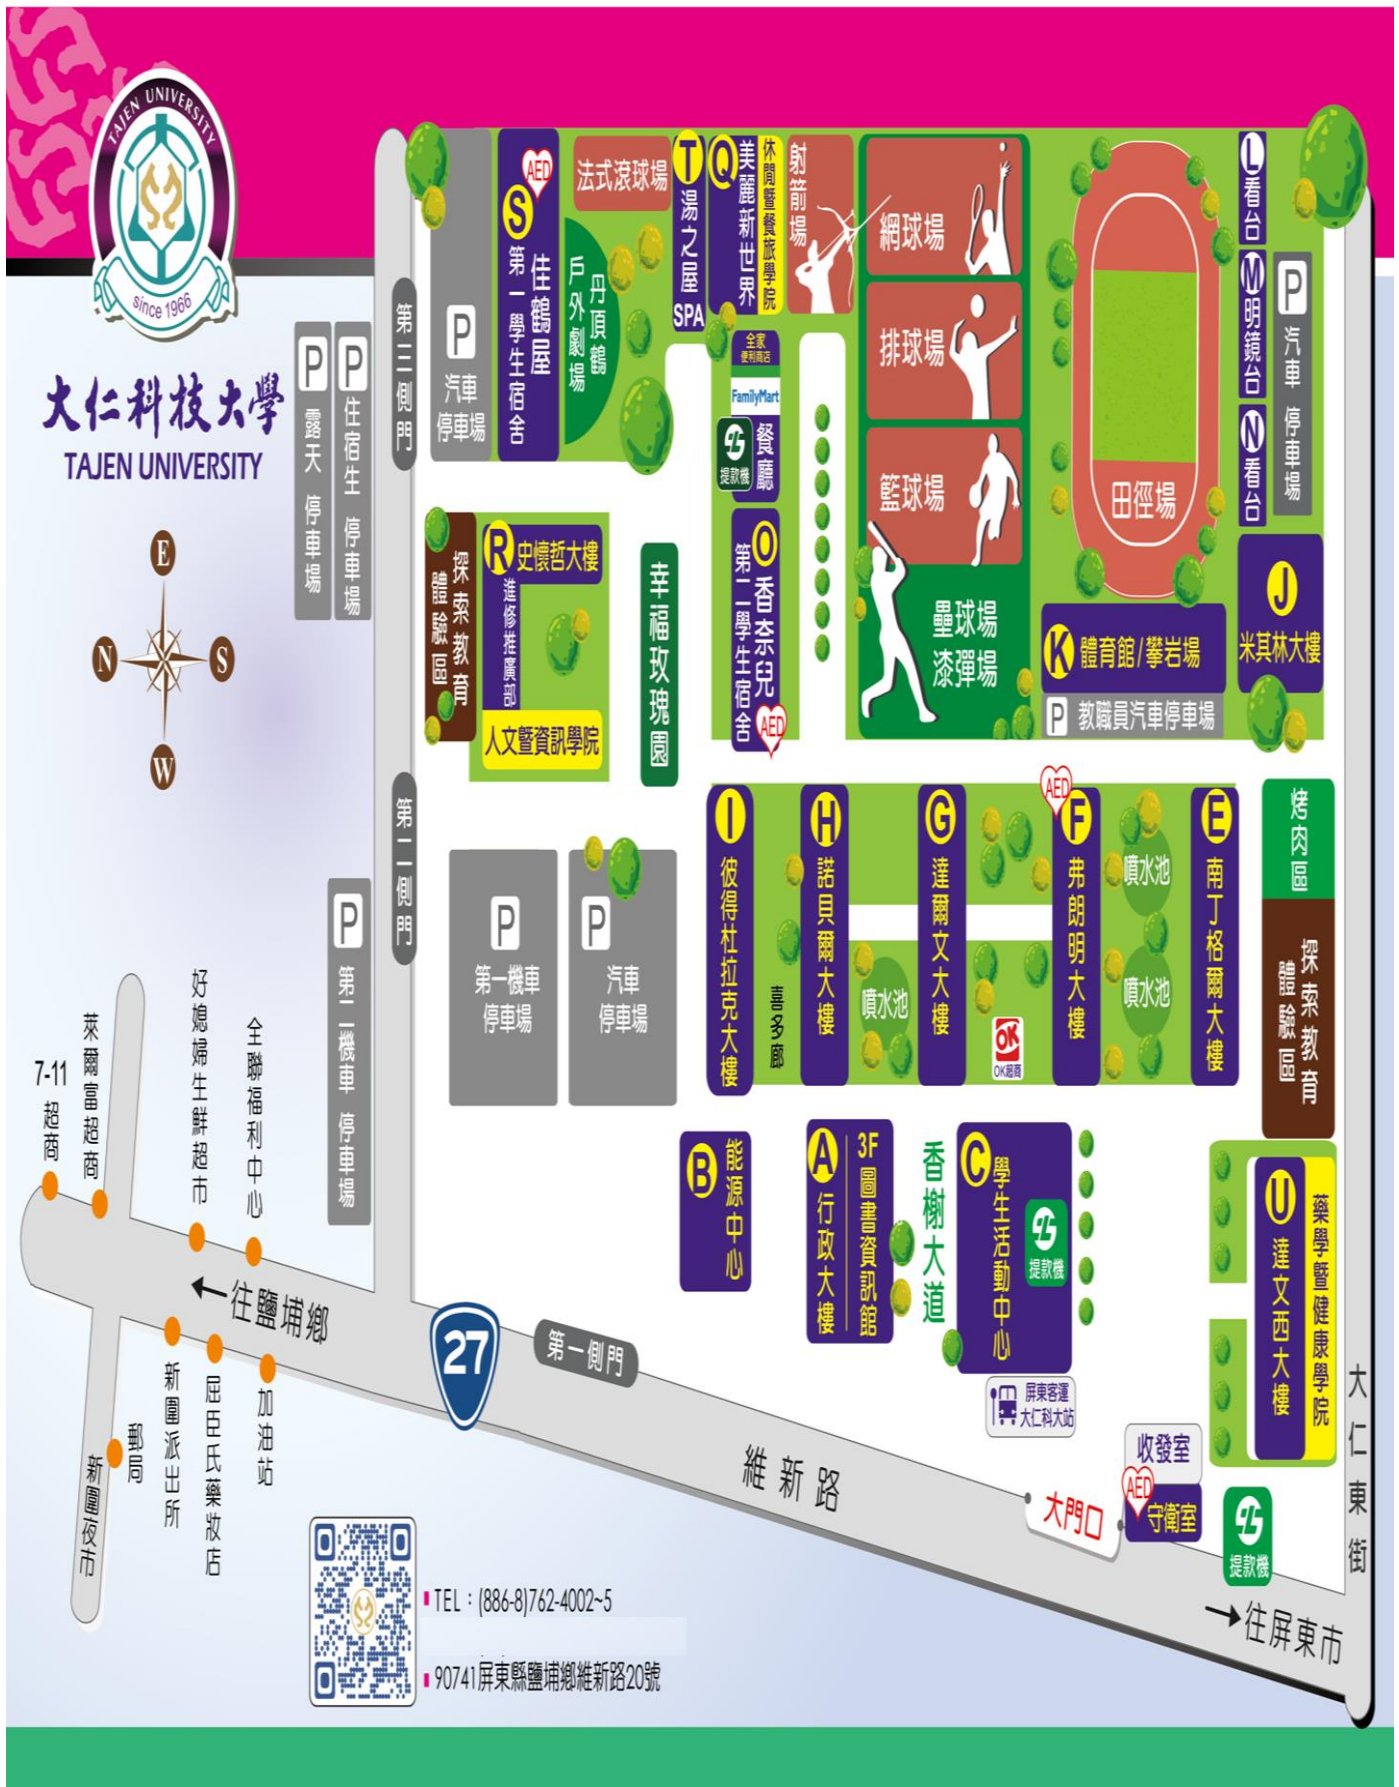 TAJEN UNIVERSITY
since 1966
大仁科技大學
TAJEN UNIVERSITY
E
N
S
W
P
露天 停車場
P
住宿生 停車場
第三側門
P
汽車
停車場
S
AED
佳鶴屋
第一學生宿舍
法式滾球場
丹頂鶴
戶外劇場
T
湯之屋
SPA
Q
美麗新世界
休閒暨餐旅學院
射箭場
全家
便利商店
FamilyMart
提款機
餐廳
網球場
排球場
籃球場
壘球場
漆彈場
田徑場
L
看台
M
明鏡台
N
看台
P
汽車 停車場
J
米其林大樓
K
體育館/攀岩場
P
教職員汽車停車場
探索教育
體驗區
R
史懷哲大樓
進修推廣部
人文暨資訊學院
幸福玫瑰園
O
香奈兒
第二學生宿舍
AED
第二側門
P
第二機車 停車場
P
第一機車
停車場
P
汽車
停車場
I
彼得杜拉克大樓
喜多廊
H
諾貝爾大樓
噴水池
G
達爾文大樓
OK
OK超商
AED
F
弗朗明大樓
噴水池
噴水池
E
南丁格爾大樓
烤肉區
探索教育
體驗區
B
能源中心
A
行政大樓
3F
圖書資訊館
香榭大道
C
學生活動中心
提款機
U
達文西大樓
藥學暨健康學院
屏東客運
大仁科大站
收發室
AED
守衛室
大門口
提款機
大仁東街
7-11
超商
萊爾富超商
好媳婦生鮮超市
全聯福利中心
←往鹽埔鄉
27
第一側門
維新路
→往屏東市
新圍夜市
郵局
新圍派出所
屈臣氏藥妝店
加油站
TEL：(886-8)762-4002~5
90741屏東縣鹽埔鄉維新路20號